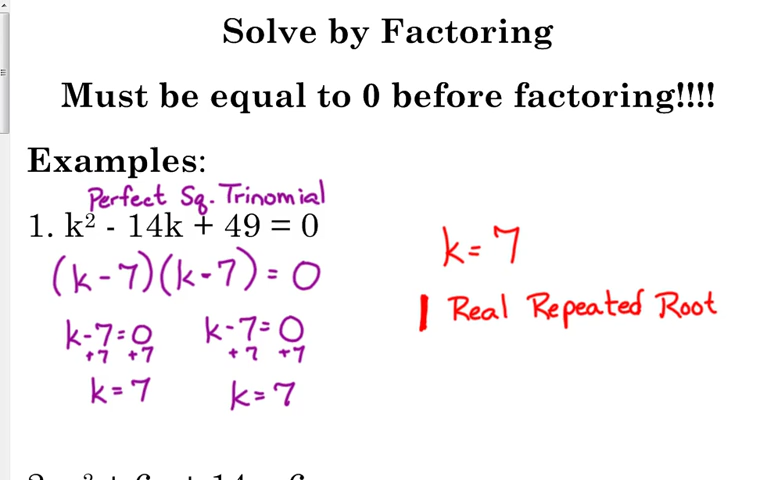 Solve by Factoring
Must be equal to 0 before factoring!!!!
Examples:
Perfect Sq. Trinomial
1. k² - 14k + 49 = 0
(k-7)(k-7) = 0
k-7=0 k-7=0
+7 +7 +7 +7
k=7 k=7
k=7
1 Real Repeated Root